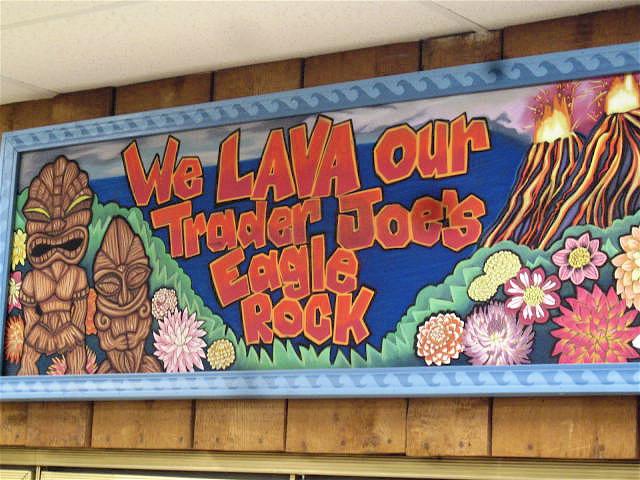 We LAVA our
Trader Joe's
Eagle
ROCK